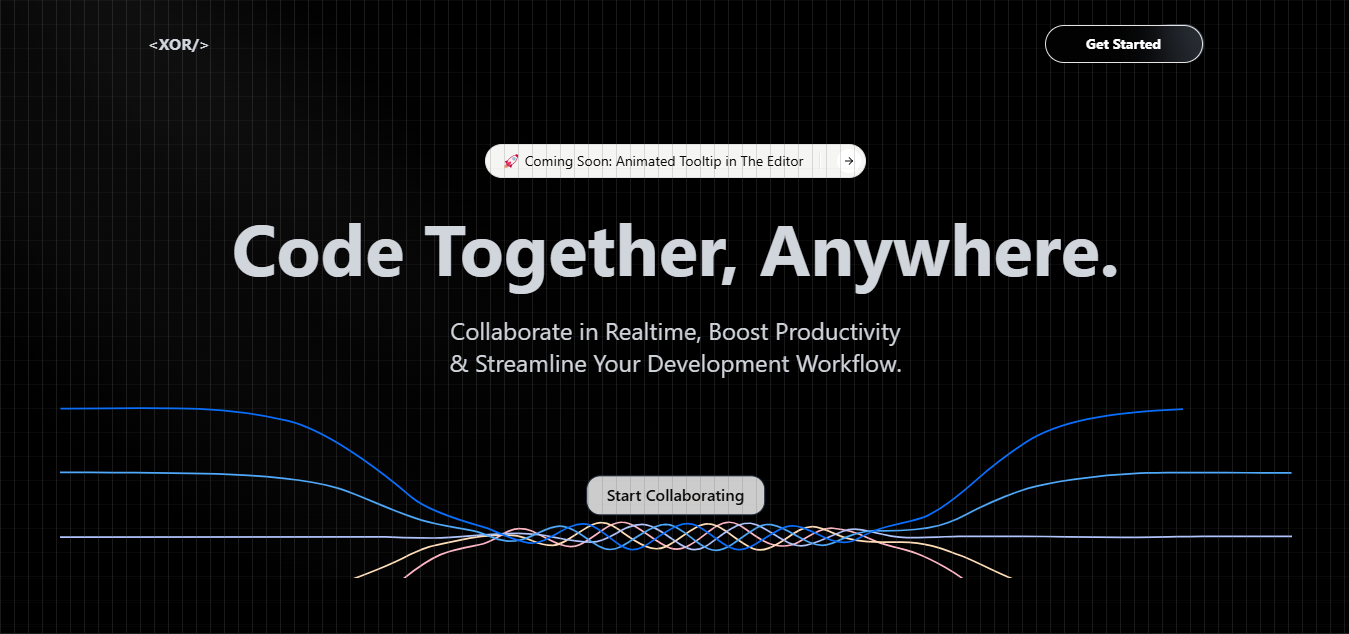 <XOR/>
Get Started
🚀 Coming Soon: Animated Tooltip in The Editor →
Code Together, Anywhere.
Collaborate in Realtime, Boost Productivity
& Streamline Your Development Workflow.
Start Collaborating